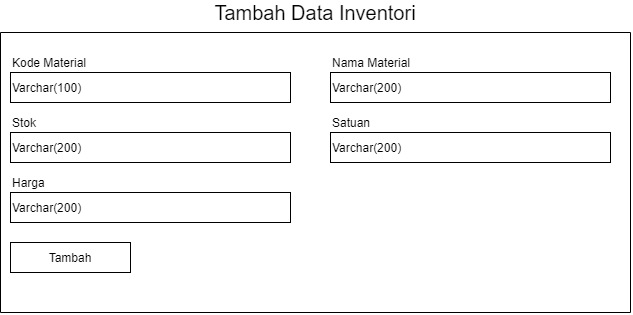 Tambah Data Inventori
Kode Material
Nama Material
Varchar(100)
Varchar(200)
Stok
Satuan
Varchar(200)
Varchar(200)
Harga
Varchar(200)
Tambah